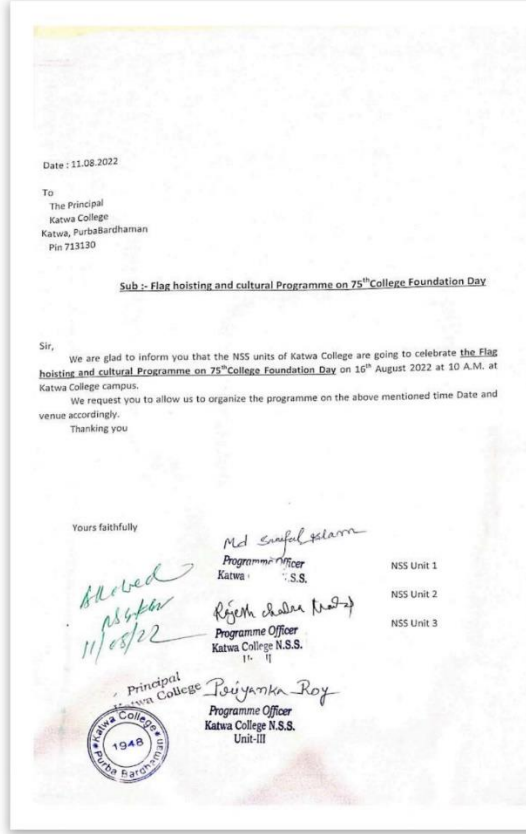 Date : 11.08.2022
To
The Principal
Katwa College
Katwa, PurbaBardhaman
Pin 713130
Sub :- Flag hoisting and cultural Programme on 75thCollege Foundation Day
Sir,
We are glad to inform you that the NSS units of Katwa College are going to celebrate the Flag
hoisting and cultural Programme on 75thCollege Foundation Day on 16th August 2022 at 10 A.M. at
Katwa College campus.
We request you to allow us to organize the programme on the above mentioned time Date and
venue accordingly.
Thanking you
Yours faithfully
Md
Programme Officer
Katwa S.S.
NSS Unit 1
Allowed
11/08/22
NSS Unit 2
Rajesh
Programme Officer
Katwa College N.S.S.
NSS Unit 3
Principal
College
Priyanka Roy
Programme Officer
Katwa College N.S.S.
Unit-III
Katwa College
1948
Purba Bardhaman